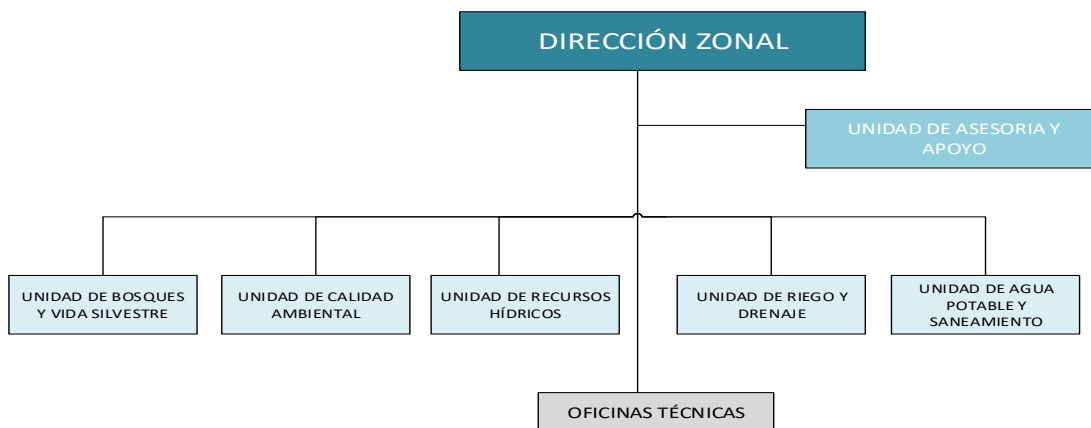 DIRECCIÓN ZONAL
UNIDAD DE ASESORIA Y
APOYO
UNIDAD DE BOSQUES
Y VIDA SILVESTRE
UNIDAD DE CALIDAD
AMBIENTAL
UNIDAD DE RECURSOS
HÍDRICOS
UNIDAD DE RIEGO Y
DRENAJE
UNIDAD DE AGUA
POTABLE Y
SANEAMIENTO
OFICINAS TÉCNICAS